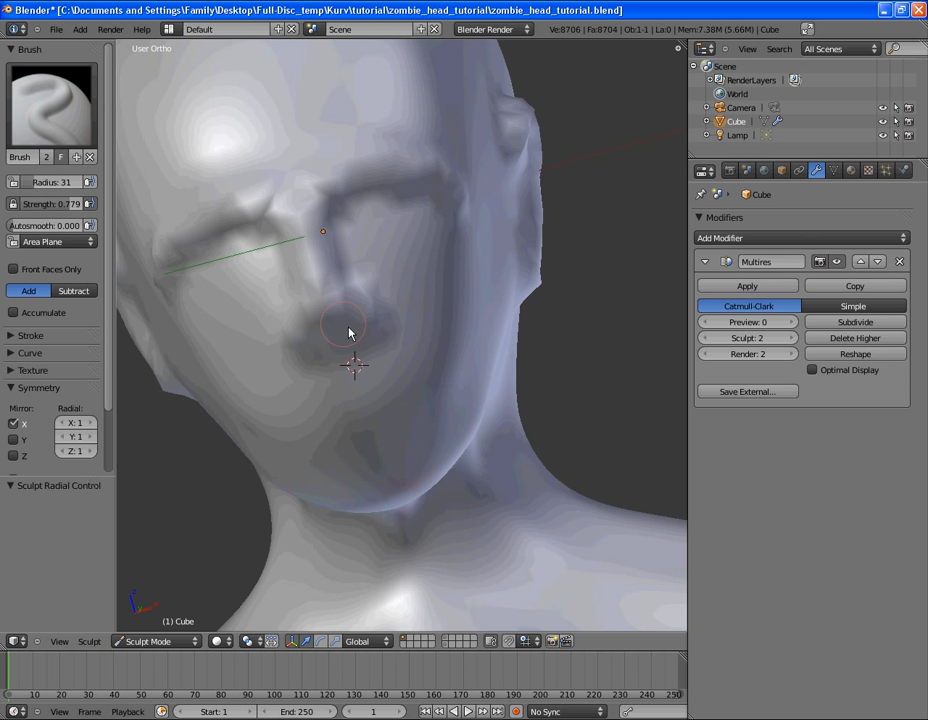 Blender* [C:\Documents and Settings\Family\Desktop\Full-Disc_temp\Kurv\tutorial\zombie_head_tutorial\zombie_head_tutorial.blend]
File Add Render Help Default Scene Blender Render Ve:8706 | Fa:8704 | Ob:1-1 | La:0 | Mem:7.38M (5.66M) | Cube
Brush
User Ortho
View Search All Scenes
Scene
RenderLayers |
World
Camera |
Cube |
Lamp |
Brush 2 F
Radius: 31
Strength: 0.779
Autosmooth: 0.000
Area Plane
Front Faces Only
Add Subtract
Accumulate
Stroke
Curve
Texture
Symmetry
Mirror: Radial:
X X: 1
Y Y: 1
Z Z: 1
Sculpt Radial Control
Cube
Modifiers
Add Modifier
Multires
Apply Copy
Catmull-Clark Simple
Preview: 0 Subdivide
Sculpt: 2 Delete Higher
Render: 2 Reshape
Optimal Display
Save External...
(1) Cube
View Sculpt Sculpt Mode Global
0 10 20 30 40 50 60 70 80 90 100 110 120 130 140 150 160 170 180 190 200 210 220 230 240 250
View Frame Playback Start: 1 End: 250 1 No Sync